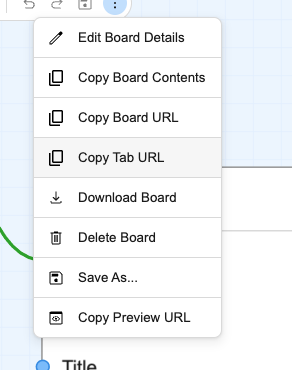 Edit Board Details
Copy Board Contents
Copy Board URL
Copy Tab URL
Download Board
Delete Board
Save As...
Copy Preview URL
Title